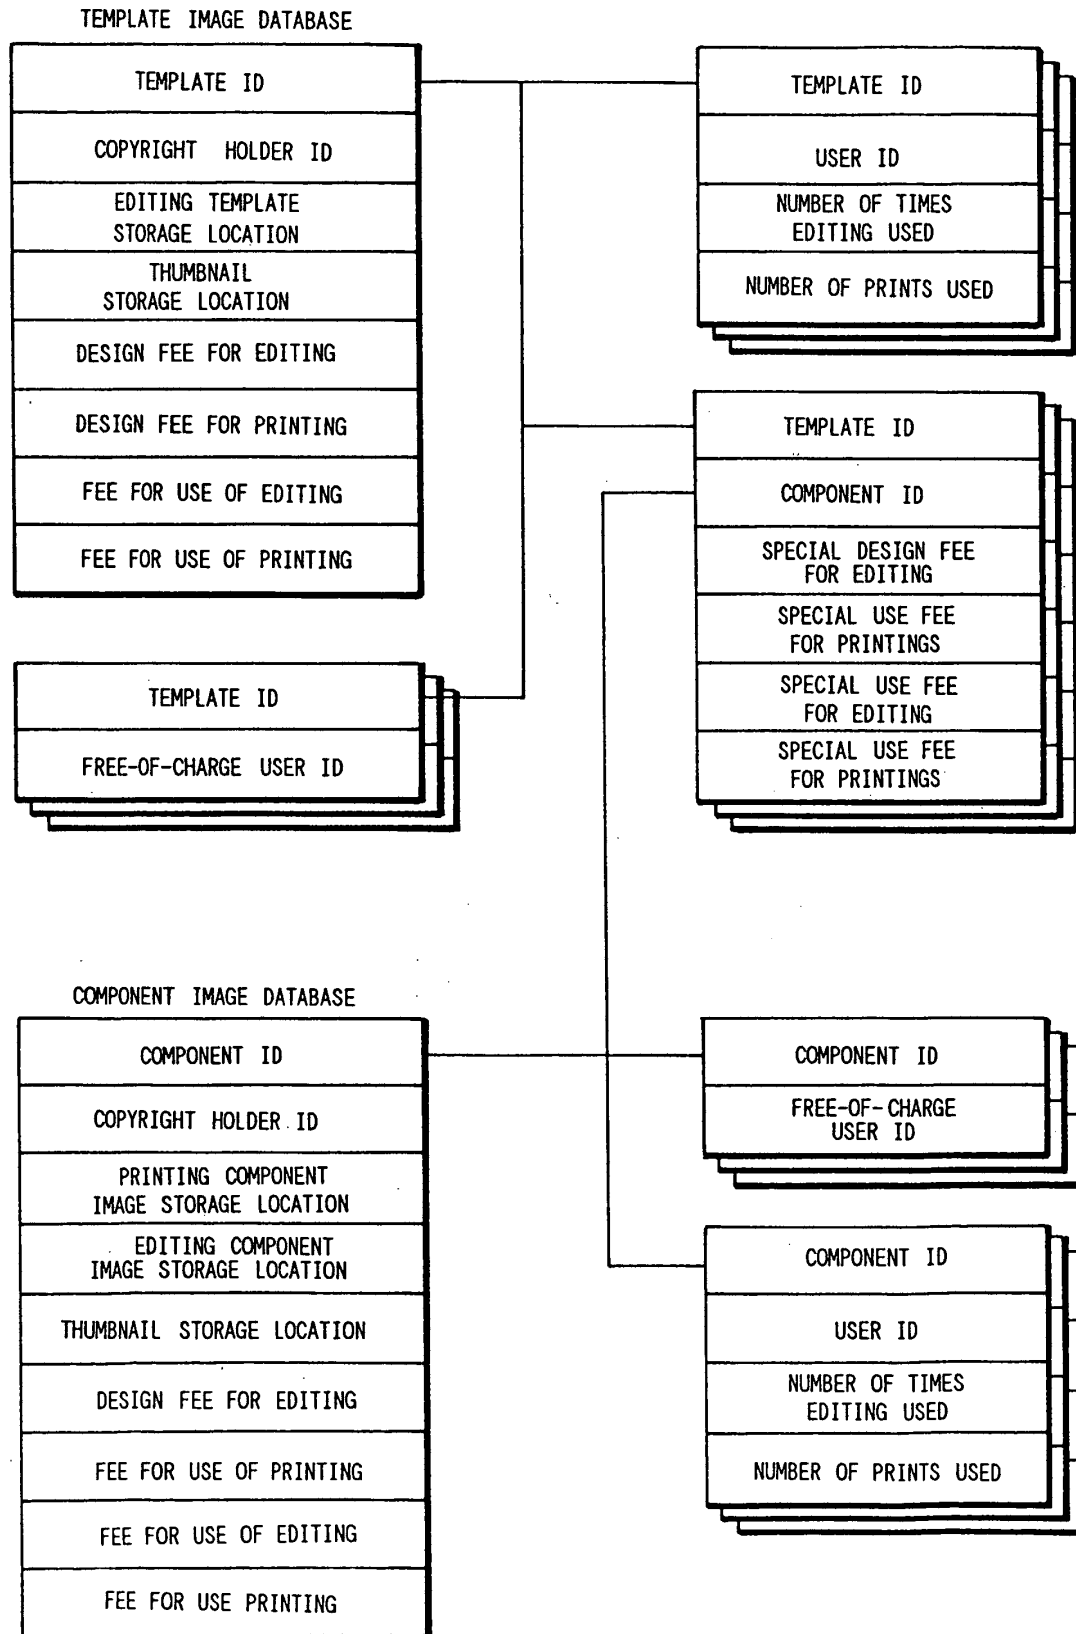 TEMPLATE IMAGE DATABASE
TEMPLATE ID
COPYRIGHT HOLDER ID
EDITING TEMPLATE
STORAGE LOCATION
THUMBNAIL
STORAGE LOCATION
DESIGN FEE FOR EDITING
DESIGN FEE FOR PRINTING
FEE FOR USE OF EDITING
FEE FOR USE OF PRINTING
TEMPLATE ID
USER ID
NUMBER OF TIMES
EDITING USED
NUMBER OF PRINTS USED
TEMPLATE ID
COMPONENT ID
SPECIAL DESIGN FEE
FOR EDITING
SPECIAL USE FEE
FOR PRINTINGS
SPECIAL USE FEE
FOR EDITING
SPECIAL USE FEE
FOR PRINTINGS
TEMPLATE ID
FREE-OF-CHARGE USER ID
COMPONENT IMAGE DATABASE
COMPONENT ID
COPYRIGHT HOLDER ID
PRINTING COMPONENT
IMAGE STORAGE LOCATION
EDITING COMPONENT
IMAGE STORAGE LOCATION
THUMBNAIL STORAGE LOCATION
DESIGN FEE FOR EDITING
FEE FOR USE OF PRINTING
FEE FOR USE OF EDITING
FEE FOR USE PRINTING
COMPONENT ID
FREE-OF-CHARGE
USER ID
COMPONENT ID
USER ID
NUMBER OF TIMES
EDITING USED
NUMBER OF PRINTS USED